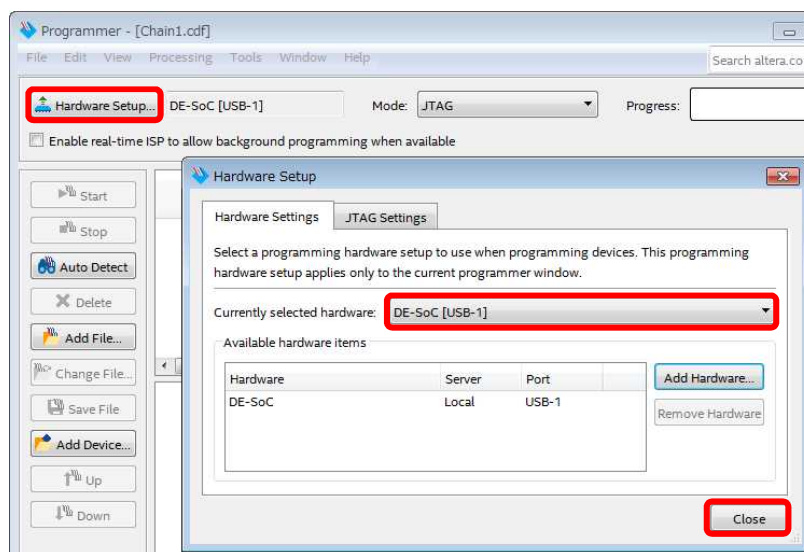 Programmer - [Chain1.cdf]
File Edit View Processing Tools Window Help
Search altera.co
Hardware Setup... DE-SoC [USB-1] Mode: JTAG Progress:
Enable real-time ISP to allow background programming when available
Start
Stop
Auto Detect
Delete
Add File...
Change File...
Save File
Add Device...
Up
Down
Hardware Setup
Hardware Settings JTAG Settings
Select a programming hardware setup to use when programming devices. This programming
hardware setup applies only to the current programmer window.
Currently selected hardware: DE-SoC [USB-1]
Available hardware items
Hardware Server Port
DE-SoC Local USB-1
Add Hardware...
Remove Hardware
Close